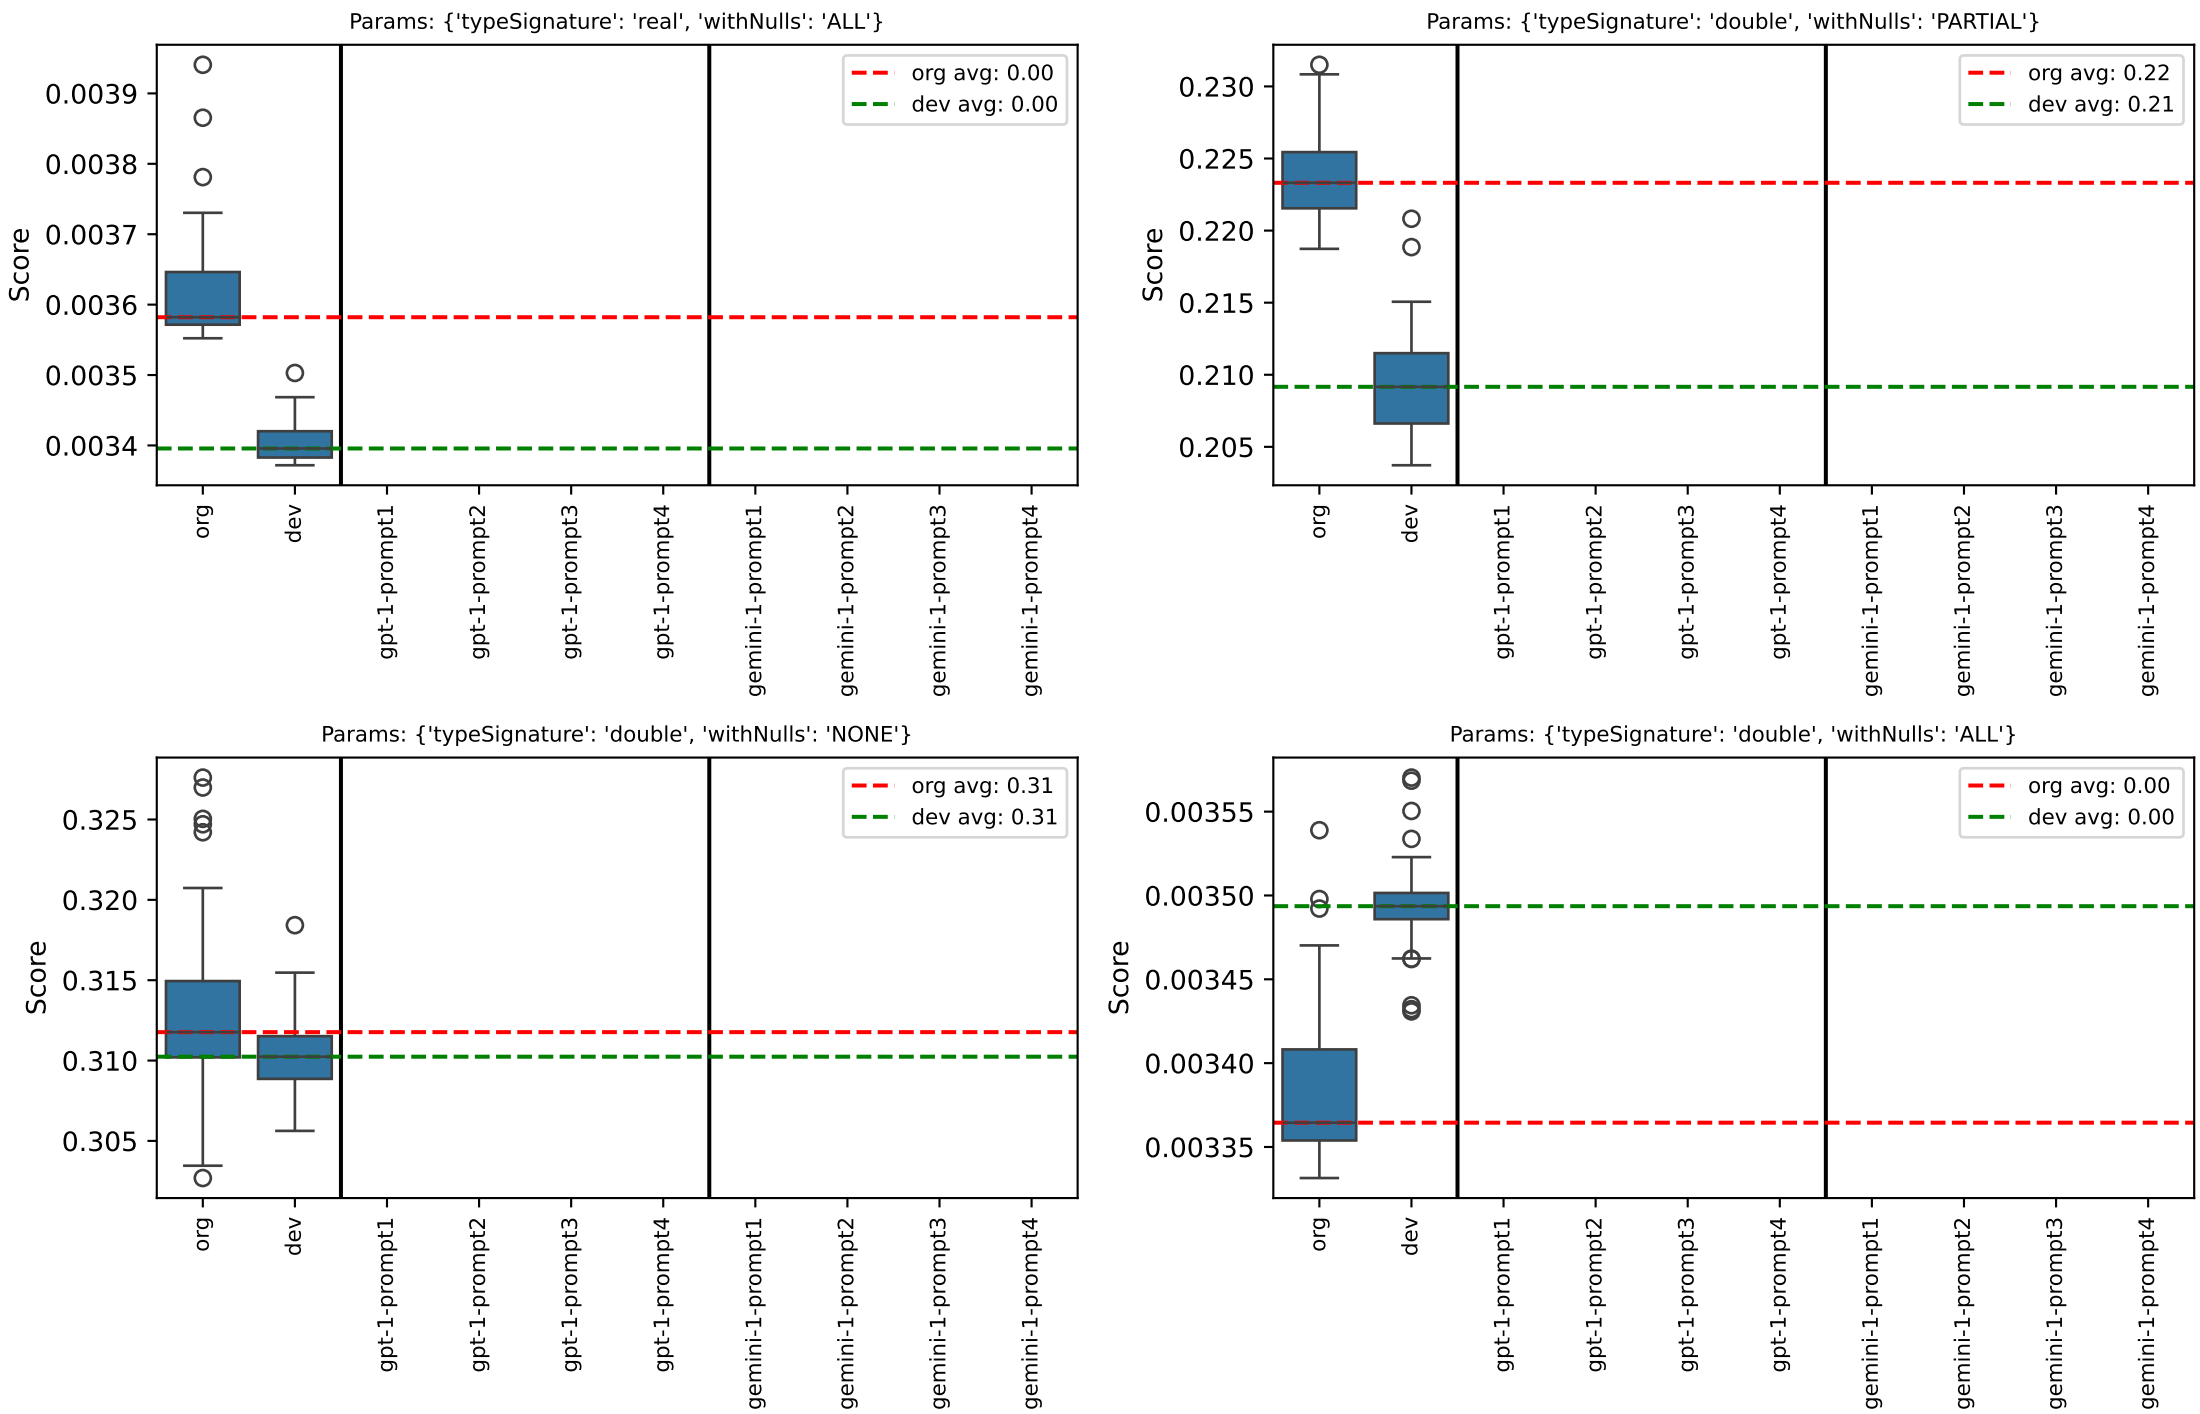 Params: {'typeSignature': 'real', 'withNulls': 'ALL'}
org avg: 0.00
dev avg: 0.00
Score
0.0039
0.0038
0.0037
0.0036
0.0035
0.0034
org
dev
gpt-1-prompt1
gpt-1-prompt2
gpt-1-prompt3
gpt-1-prompt4
gemini-1-prompt1
gemini-1-prompt2
gemini-1-prompt3
gemini-1-prompt4
Params: {'typeSignature': 'double', 'withNulls': 'PARTIAL'}
org avg: 0.22
dev avg: 0.21
Score
0.230
0.225
0.220
0.215
0.210
0.205
org
dev
gpt-1-prompt1
gpt-1-prompt2
gpt-1-prompt3
gpt-1-prompt4
gemini-1-prompt1
gemini-1-prompt2
gemini-1-prompt3
gemini-1-prompt4
Params: {'typeSignature': 'double', 'withNulls': 'NONE'}
org avg: 0.31
dev avg: 0.31
Score
0.325
0.320
0.315
0.310
0.305
org
dev
gpt-1-prompt1
gpt-1-prompt2
gpt-1-prompt3
gpt-1-prompt4
gemini-1-prompt1
gemini-1-prompt2
gemini-1-prompt3
gemini-1-prompt4
Params: {'typeSignature': 'double', 'withNulls': 'ALL'}
org avg: 0.00
dev avg: 0.00
Score
0.00355
0.00350
0.00345
0.00340
0.00335
org
dev
gpt-1-prompt1
gpt-1-prompt2
gpt-1-prompt3
gpt-1-prompt4
gemini-1-prompt1
gemini-1-prompt2
gemini-1-prompt3
gemini-1-prompt4